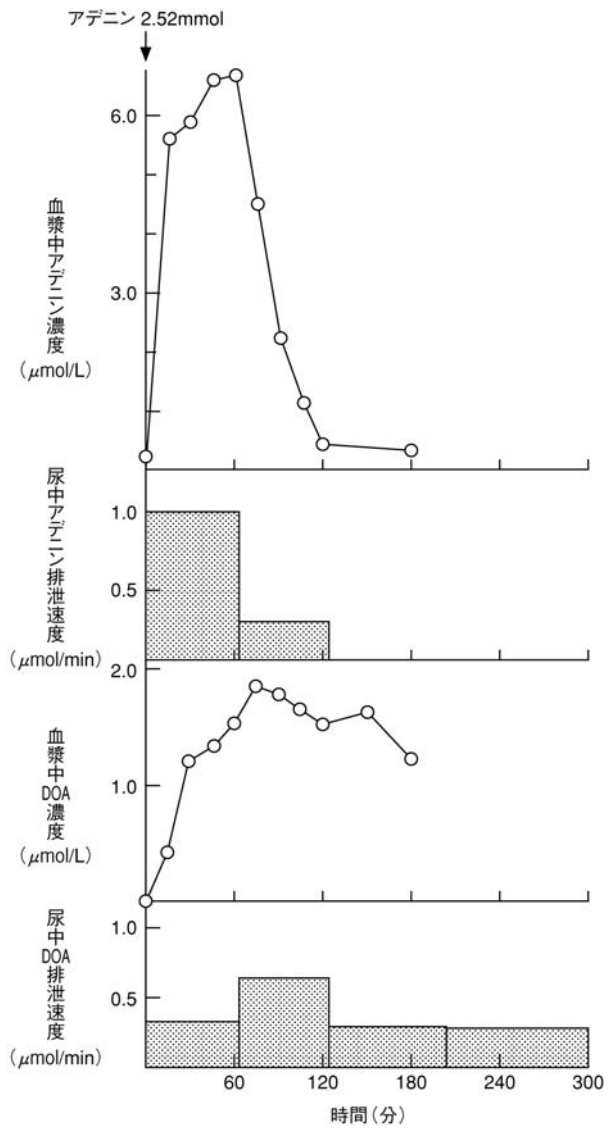 アデニン 2.52mmol
6.0
3.0
血漿中アデニン濃度
(μmol/L)
1.0
0.5
尿中アデニン排泄速度
(μmol/min)
2.0
1.0
血漿中DOA濃度
(μmol/L)
1.0
0.5
尿中DOA排泄速度
(μmol/min)
60 120 180 240 300
時間(分)